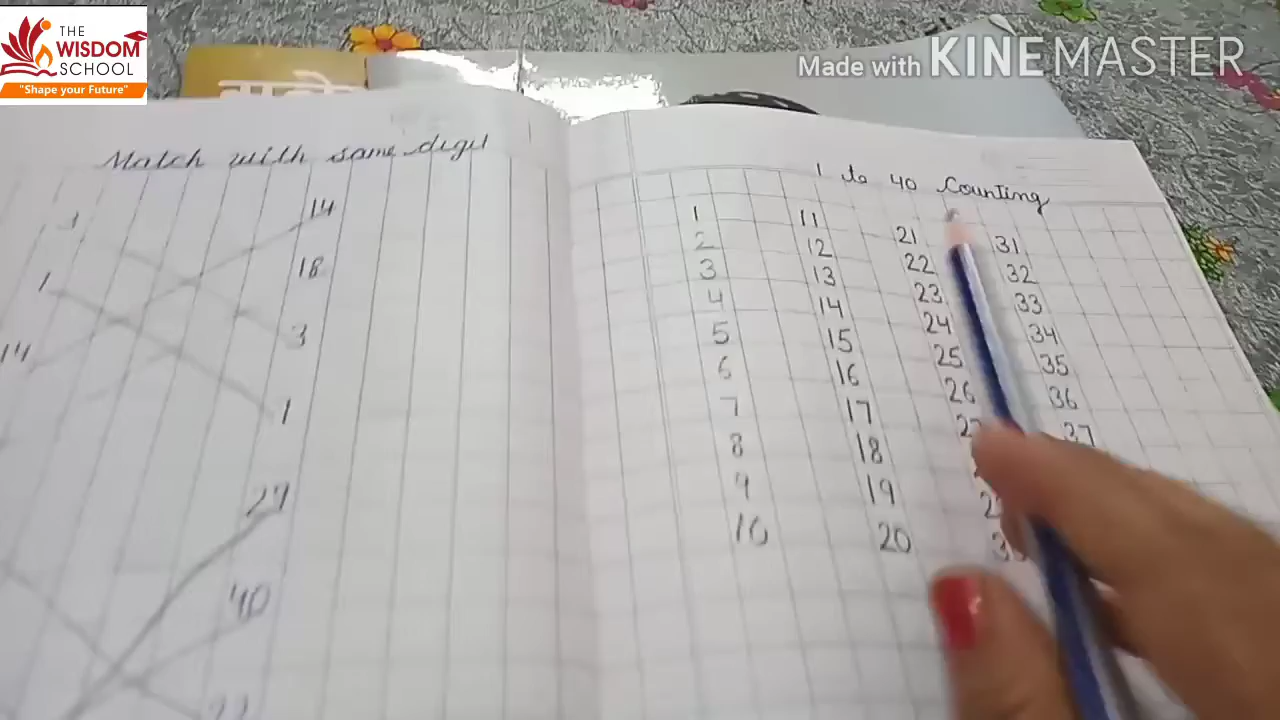 THE
WISDOM
SCHOOL
"Shape your Future"
Made with KINEMASTER
Match with same digit
3 14
1 18
14 3
1
27
40
1 to 40 Counting
1 11 21 31
2 12 22 32
3 13 23 33
4 14 24 34
5 15 25 35
6 16 26 36
7 17 27 37
8 18
9 19
10 20